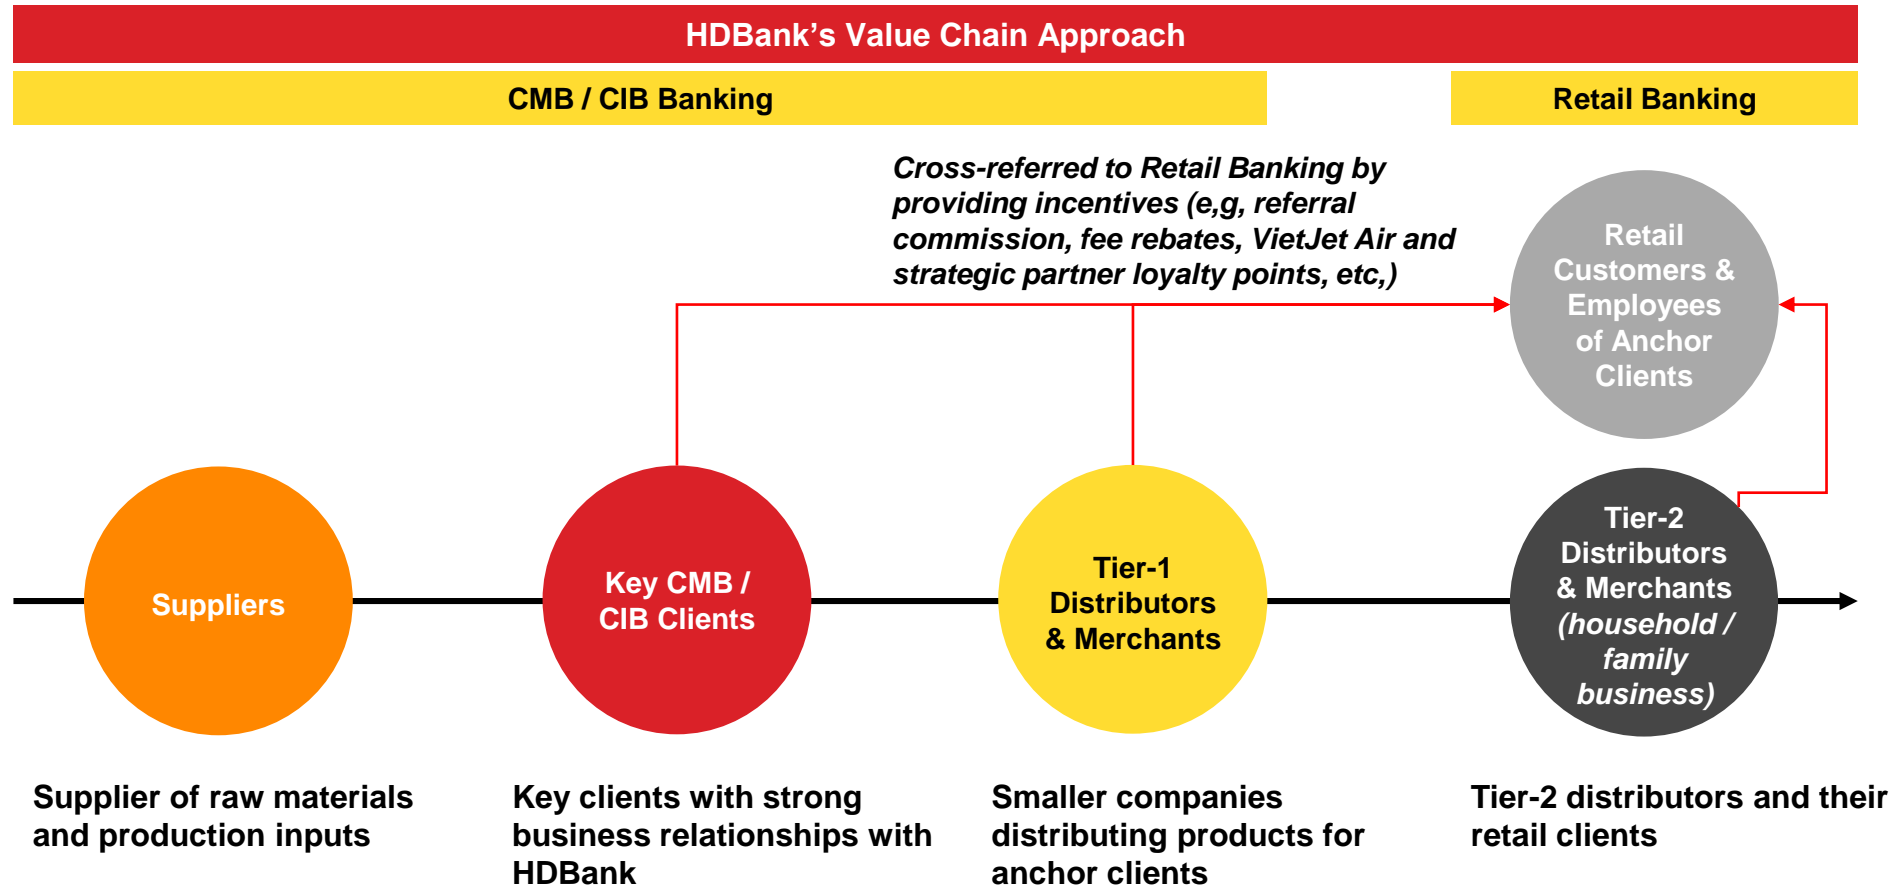 HDBank's Value Chain Approach
CMB / CIB Banking
Retail Banking
Cross-referred to Retail Banking by
providing incentives (e,g, referral
commission, fee rebates, VietJet Air and
strategic partner loyalty points, etc,)
Retail
Customers &
Employees
of Anchor
Clients
Suppliers
Key CMB /
CIB Clients
Tier-1
Distributors
& Merchants
Tier-2
Distributors
& Merchants
(household /
family
business)
Supplier of raw materials
and production inputs
Key clients with strong
business relationships with
HDBank
Smaller companies
distributing products for
anchor clients
Tier-2 distributors and their
retail clients